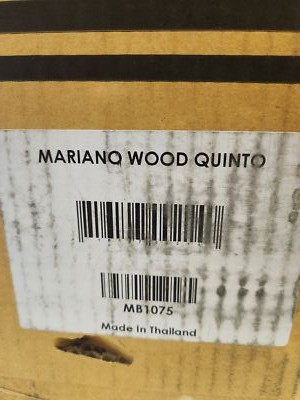 MARIANO WOOD QUINTO
MB1075
Made In Thailand